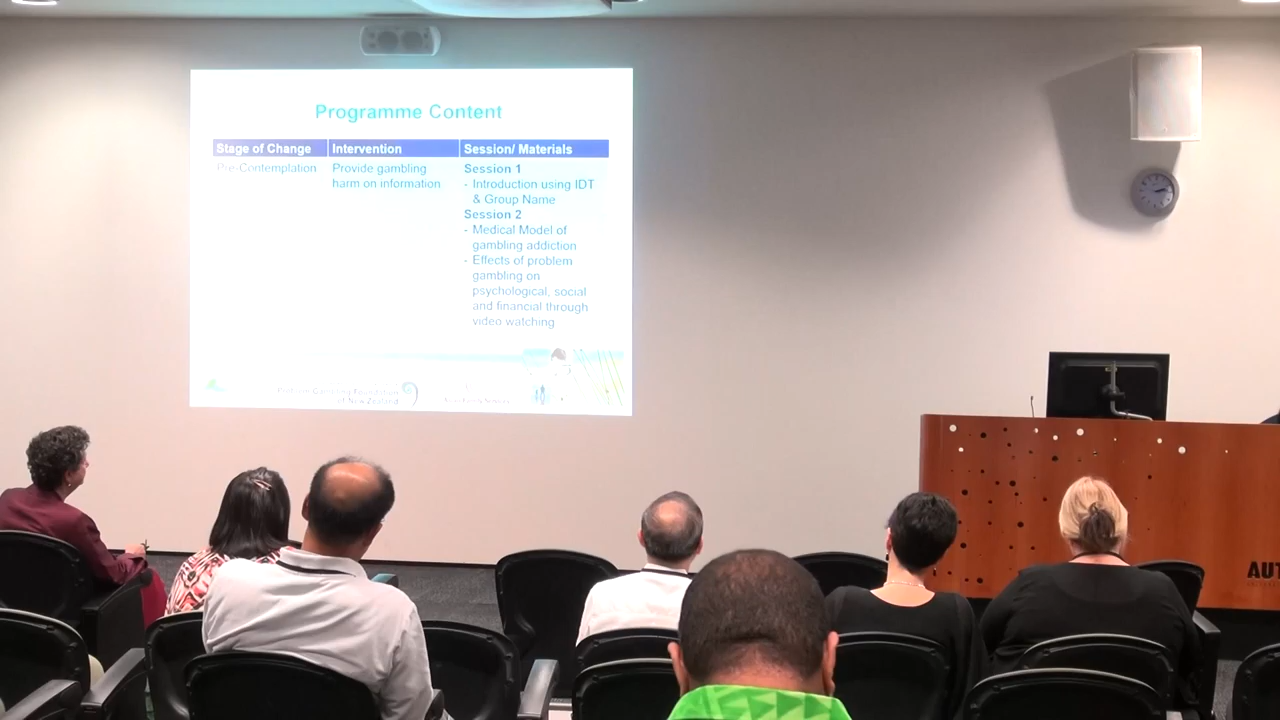 Programme Content
Stage of Change Intervention Session/ Materials
Pre-Contemplation Provide gambling harm on information Session 1
- Introduction using IDT
& Group Name
Session 2
- Medical Model of
gambling addiction
- Effects of problem
gambling on
psychological, social
and financial through
video watching
Problem Gambling Foundation
of New Zealand
AUT